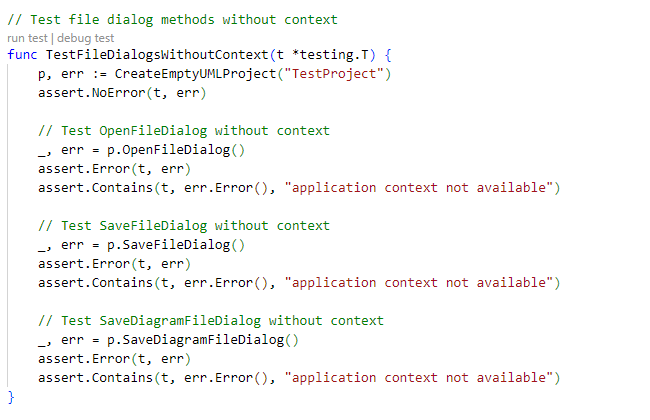 // Test file dialog methods without context
run test | debug test
func TestFileDialogsWithoutContext(t *testing.T) {
    p, err := CreateEmptyUMLProject("TestProject")
    assert.NoError(t, err)

    // Test OpenFileDialog without context
    _, err = p.OpenFileDialog()
    assert.Error(t, err)
    assert.Contains(t, err.Error(), "application context not available")

    // Test SaveFileDialog without context
    _, err = p.SaveFileDialog()
    assert.Error(t, err)
    assert.Contains(t, err.Error(), "application context not available")

    // Test SaveDiagramFileDialog without context
    _, err = p.SaveDiagramFileDialog()
    assert.Error(t, err)
    assert.Contains(t, err.Error(), "application context not available")
}